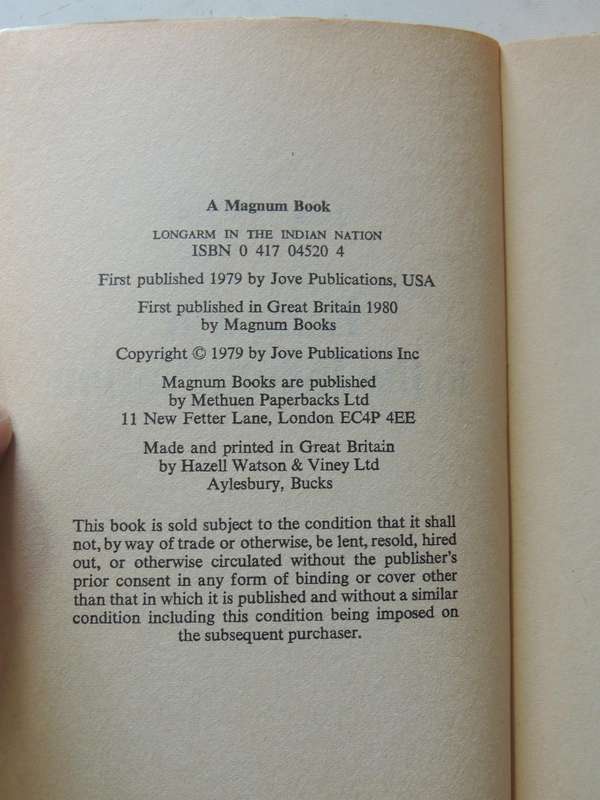 A Magnum Book
LONGARM IN THE INDIAN NATION
ISBN 0 417 04520 4
First published 1979 by Jove Publications, USA
First published in Great Britain 1980
by Magnum Books
Copyright © 1979 by Jove Publications Inc
Magnum Books are published
by Methuen Paperbacks Ltd
11 New Fetter Lane, London EC4P 4EE
Made and printed in Great Britain
by Hazell Watson & Viney Ltd
Aylesbury, Bucks
This book is sold subject to the condition that it shall
not, by way of trade or otherwise, be lent, resold, hired
out, or otherwise circulated without the publisher's
prior consent in any form of binding or cover other
than that in which it is published and without a similar
condition including this condition being imposed on
the subsequent purchaser.